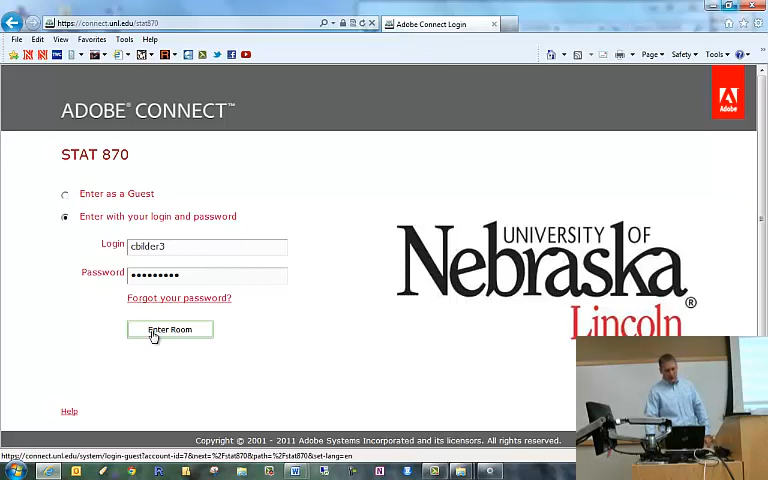 https://connect.unl.edu/stat870
Adobe Connect Login
File Edit View Favorites Tools Help
Page Safety Tools
ADOBE® CONNECT™
Adobe
STAT 870
Enter as a Guest
Enter with your login and password
Login cbilder3
Password •••••••••
Forgot your password?
Enter Room
UNIVERSITY OF
Nebraska®
Lincoln
Help
Copyright © 2001 - 2011 Adobe Systems Incorporated and its licensors. All rights reserved.
https://connect.unl.edu/system/login-guest?account-id=7&next=%2Fstat870&path=%2Fstat870&set-lang=en